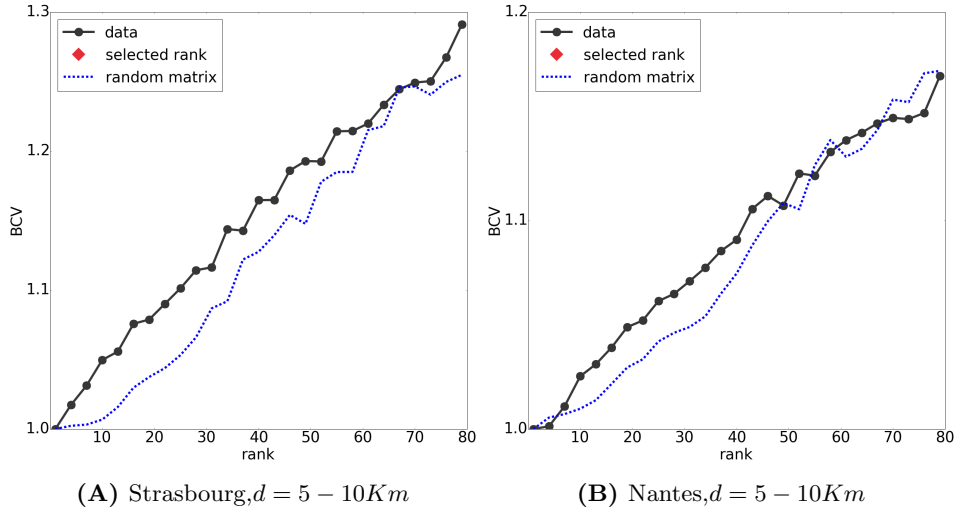 1.3
data
selected rank
random matrix
1.2
BCV
1.1
1.0
10 20 30 40 50 60 70 80
rank
(A) Strasbourg,d = 5 − 10Km
1.2
data
selected rank
random matrix
BCV
1.1
1.0
10 20 30 40 50 60 70 80
rank
(B) Nantes,d = 5 − 10Km